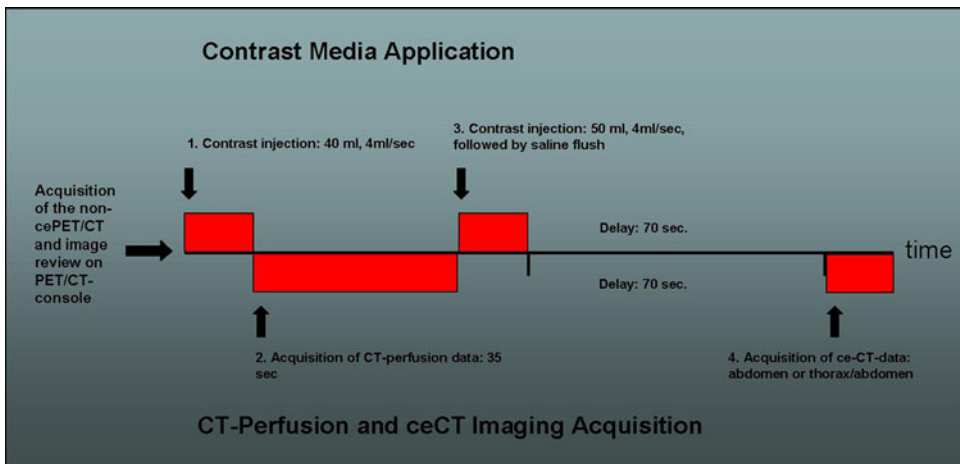 Contrast Media Application
1. Contrast injection: 40 ml, 4ml/sec
3. Contrast injection: 50 ml, 4ml/sec,
followed by saline flush
Acquisition
of the non-
cePET/CT
and image
review on
PET/CT-
console
Delay: 70 sec.
time
Delay: 70 sec.
2. Acquisition of CT-perfusion data: 35
sec
4. Acquisition of ce-CT-data:
abdomen or thorax/abdomen
CT-Perfusion and ceCT Imaging Acquisition